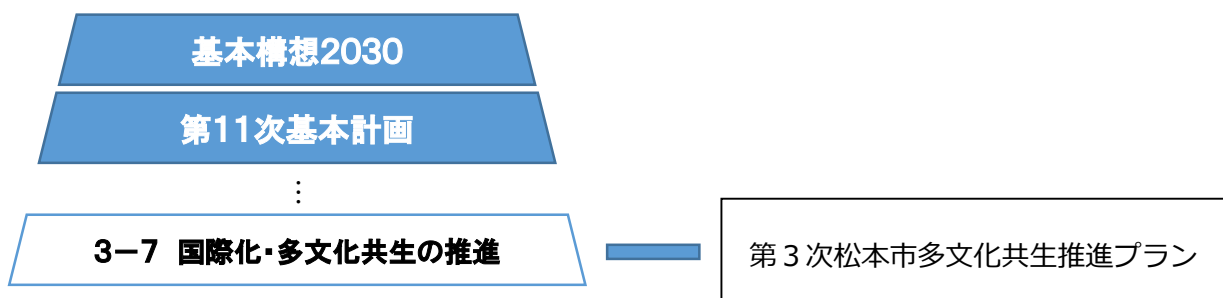 基本構想2030
第11次基本計画
⋮
3－7 国際化・多文化共生の推進
第３次松本市多文化共生推進プラン